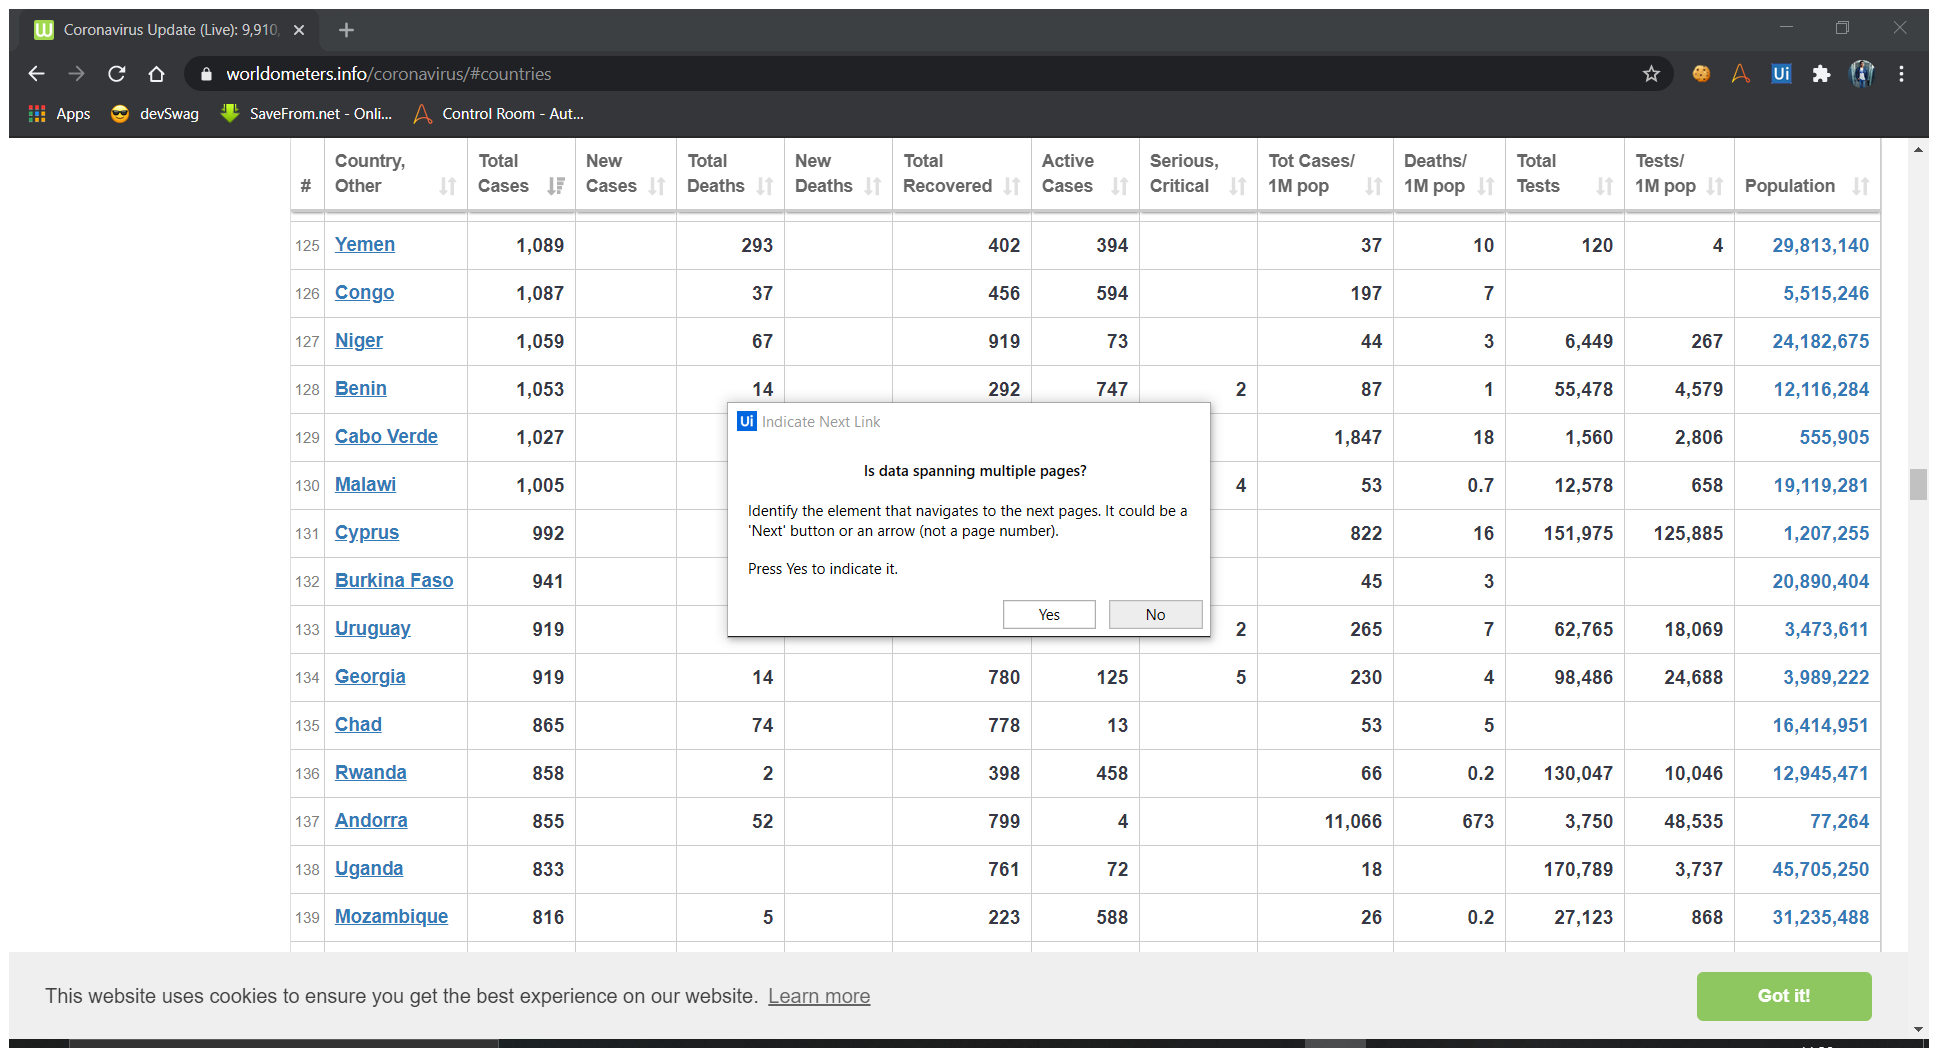 Coronavirus Update (Live): 9,910,
worldometers.info/coronavirus/#countries
Apps devSwag SaveFrom.net - Onli... Control Room - Aut...
# Country, Other Total Cases New Cases Total Deaths New Deaths Total Recovered Active Cases Serious, Critical Tot Cases/ 1M pop Deaths/ 1M pop Total Tests Tests/ 1M pop Population
125 Yemen 1,089 293 402 394 37 10 120 4 29,813,140
126 Congo 1,087 37 456 594 197 7 5,515,246
127 Niger 1,059 67 919 73 44 3 6,449 267 24,182,675
128 Benin 1,053 14 292 747 2 87 1 55,478 4,579 12,116,284
129 Cabo Verde 1,027 1,847 18 1,560 2,806 555,905
130 Malawi 1,005 4 53 0.7 12,578 658 19,119,281
131 Cyprus 992 822 16 151,975 125,885 1,207,255
132 Burkina Faso 941 45 3 20,890,404
133 Uruguay 919 2 265 7 62,765 18,069 3,473,611
134 Georgia 919 14 780 125 5 230 4 98,486 24,688 3,989,222
135 Chad 865 74 778 13 53 5 16,414,951
136 Rwanda 858 2 398 458 66 0.2 130,047 10,046 12,945,471
137 Andorra 855 52 799 4 11,066 673 3,750 48,535 77,264
138 Uganda 833 761 72 18 170,789 3,737 45,705,250
139 Mozambique 816 5 223 588 26 0.2 27,123 868 31,235,488
Ui Indicate Next Link
Is data spanning multiple pages?
Identify the element that navigates to the next pages. It could be a
'Next' button or an arrow (not a page number).
Press Yes to indicate it.
Yes No
This website uses cookies to ensure you get the best experience on our website. Learn more Got it!